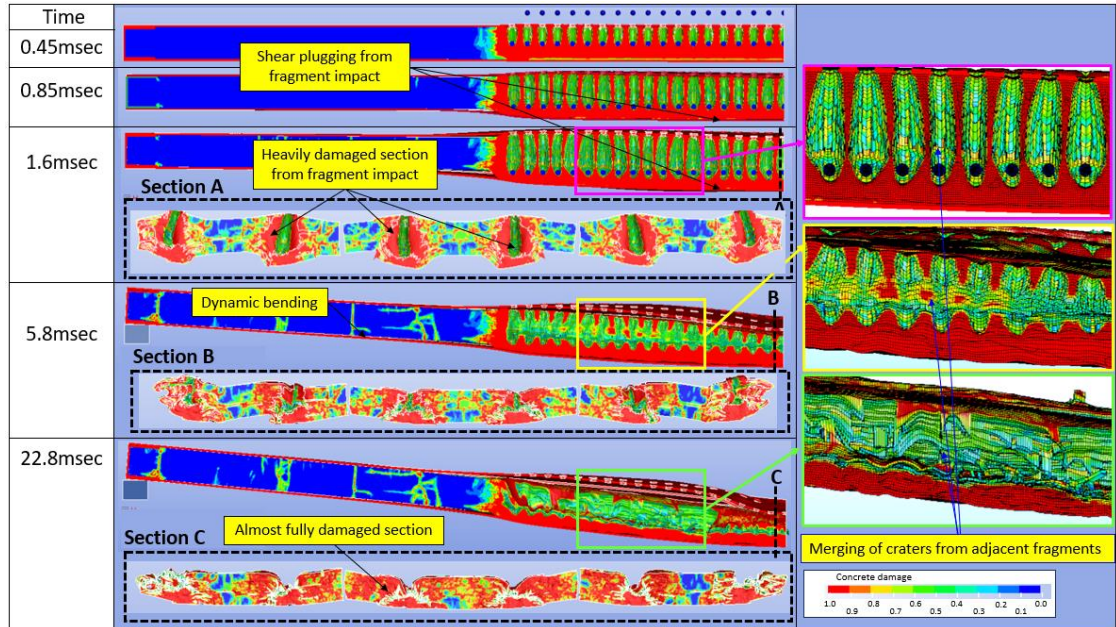 Time
0.45msec
Shear plugging from
fragment impact
0.85msec
1.6msec
Heavily damaged section
from fragment impact
Section A
A
5.8msec
Dynamic bending
B
Section B
22.8msec
C
Almost fully damaged section
Section C
Merging of craters from adjacent fragments
Concrete damage
1.0 0.8 0.6 0.4 0.2 0.0
0.9 0.7 0.5 0.3 0.1